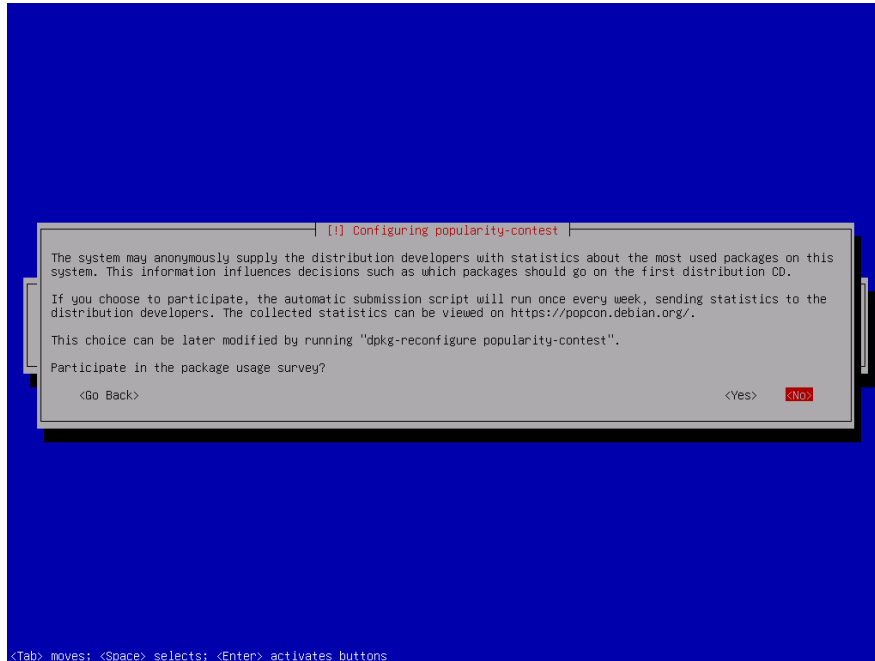 [!] Configuring popularity-contest
The system may anonymously supply the distribution developers with statistics about the most used packages on this
system. This information influences decisions such as which packages should go on the first distribution CD.
If you choose to participate, the automatic submission script will run once every week, sending statistics to the
distribution developers. The collected statistics can be viewed on https://popcon.debian.org/.
This choice can be later modified by running "dpkg-reconfigure popularity-contest".
Participate in the package usage survey?
<Go Back> <Yes> <No>
<Tab> moves; <Space> selects; <Enter> activates buttons